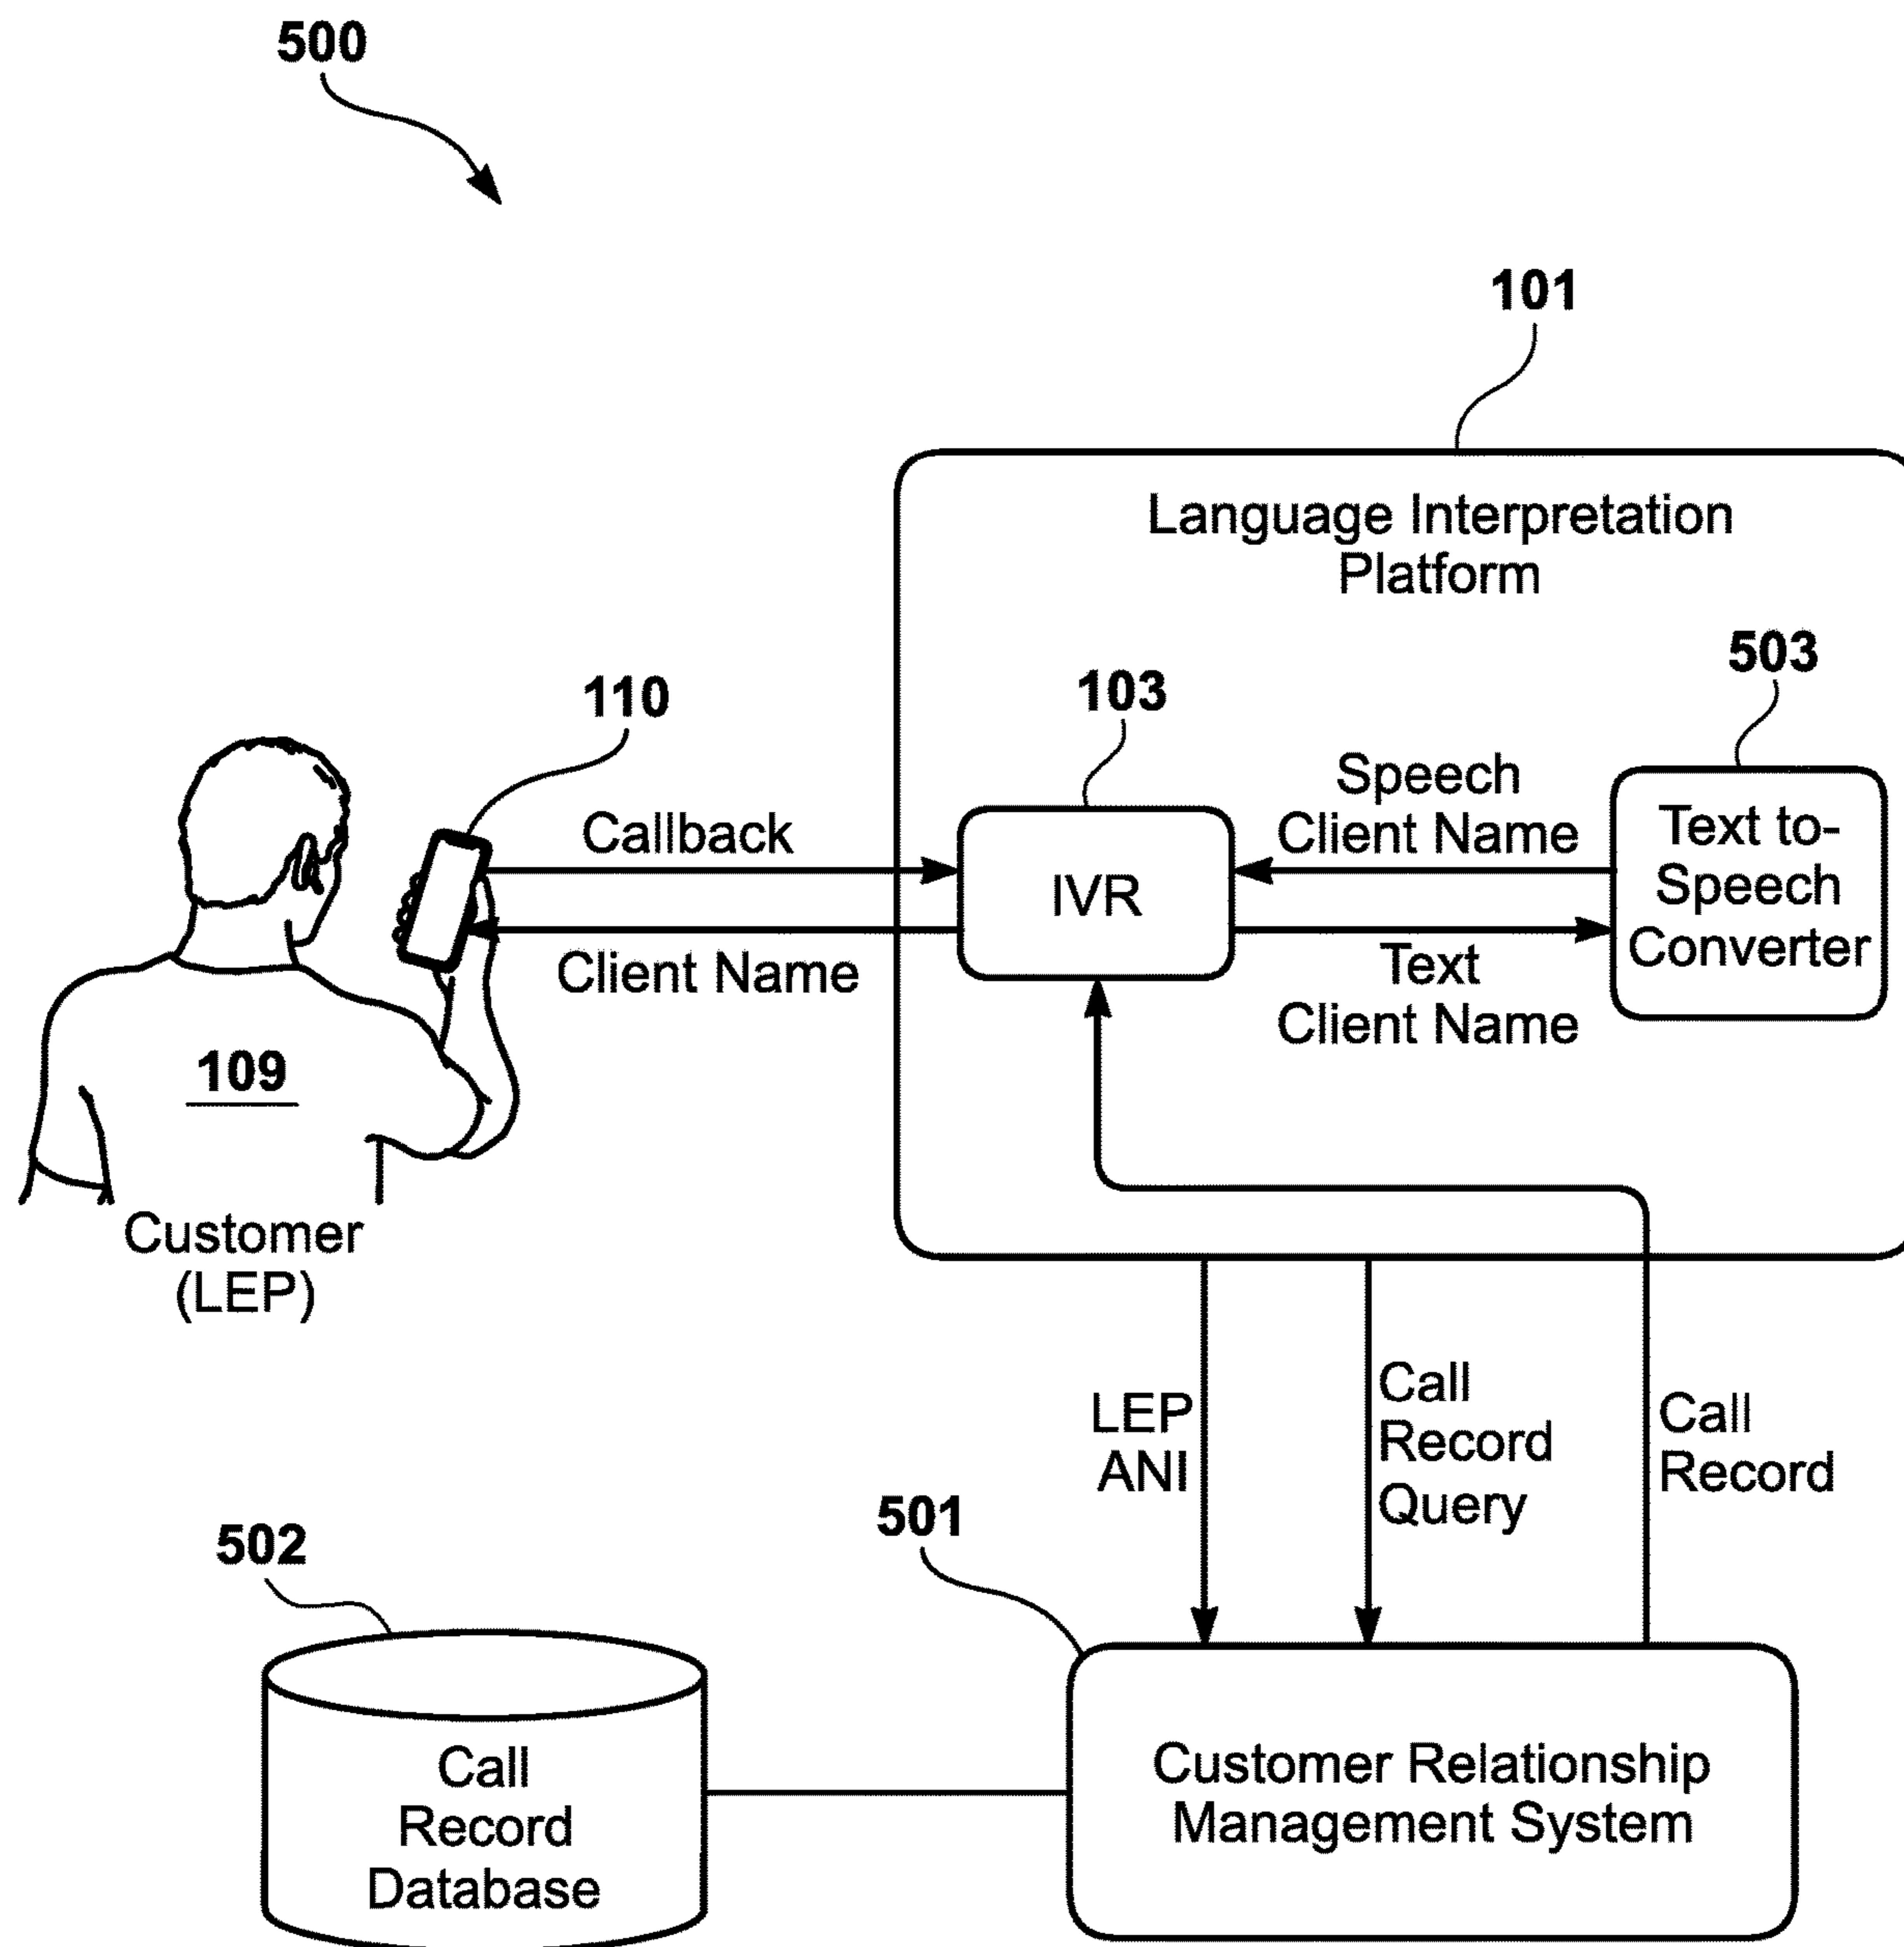 500
101
Language Interpretation
Platform
503
110
103
Speech
Client Name
Text to-
Speech
Converter
Callback
IVR
Client Name
Text
Client Name
109
Customer
(LEP)
LEP
ANI
Call
Record
Query
Call
Record
501
502
Call
Record
Database
Customer Relationship
Management System